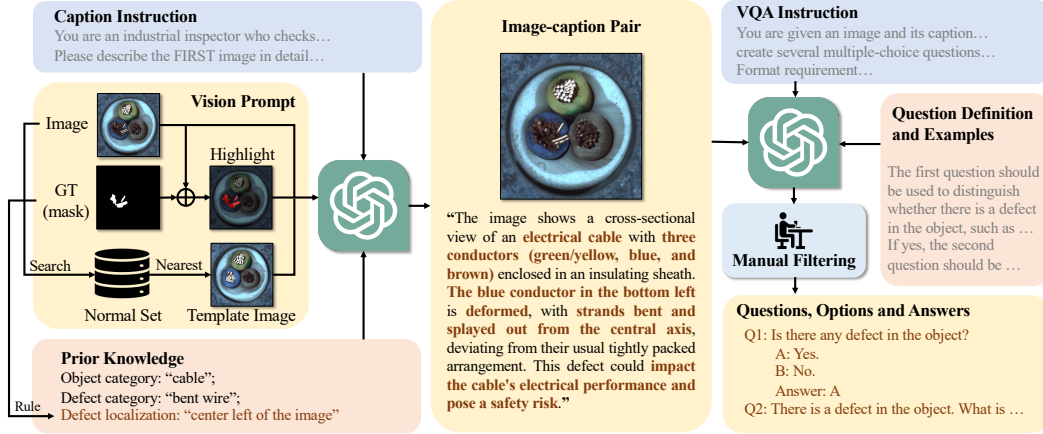 Caption Instruction
You are an industrial inspector who checks…
Please describe the FIRST image in detail…
Vision Prompt
Image
Highlight
GT
(mask)
Search
Nearest
Normal Set
Template Image
Prior Knowledge
Object category: “cable”;
Defect category: “bent wire”;
Rule
Defect localization: “center left of the image”
Image-caption Pair
“The image shows a cross-sectional
view of an electrical cable with three
conductors (green/yellow, blue, and
brown) enclosed in an insulating sheath.
The blue conductor in the bottom left
is deformed, with strands bent and
splayed out from the central axis,
deviating from their usual tightly packed
arrangement. This defect could impact
the cable's electrical performance and
pose a safety risk.”
VQA Instruction
You are given an image and its caption…
create several multiple-choice questions…
Format requirement…
Question Definition
and Examples
The first question should
be used to distinguish
whether there is a defect
in the object, such as …
If yes, the second
question should be …
Manual Filtering
Questions, Options and Answers
Q1: Is there any defect in the object?
A: Yes.
B: No.
Answer: A
Q2: There is a defect in the object. What is …